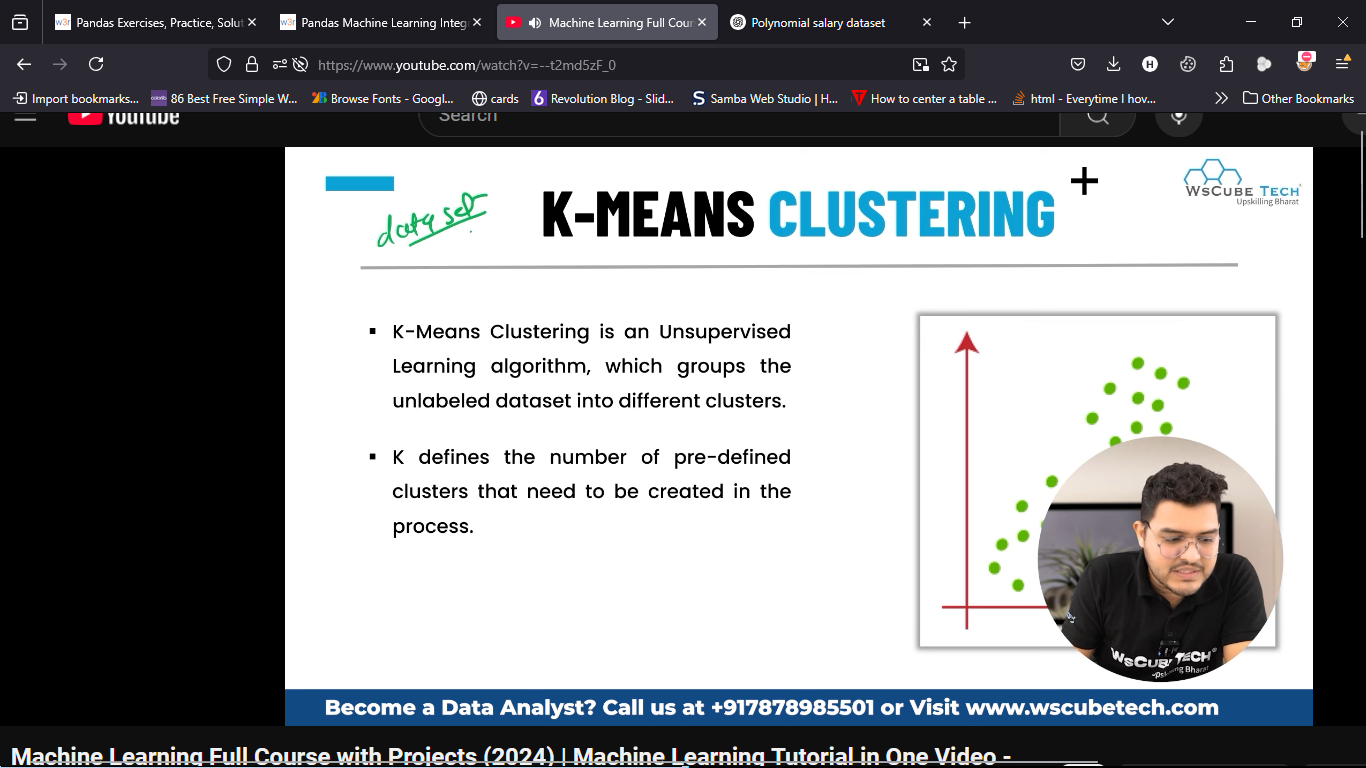 Pandas Exercises, Practice, Solut
Pandas Machine Learning Integ
Machine Learning Full Cour
Polynomial salary dataset
https://www.youtube.com/watch?v=--t2md5zF_0
Import bookmarks...
86 Best Free Simple W...
Browse Fonts - Googl...
cards
Revolution Blog - Slid...
Samba Web Studio | H...
How to center a table ...
html - Everytime I hov...
Other Bookmarks
YouTube
Search
data set
K-MEANS CLUSTERING
WsCube Tech
Upskilling Bharat
K-Means Clustering is an Unsupervised
Learning algorithm, which groups the
unlabeled dataset into different clusters.
K defines the number of pre-defined
clusters that need to be created in the
process.
WsCube TECH
Become a Data Analyst? Call us at +917878985501 or Visit www.wscubetech.com
Machine Learning Full Course with Projects (2024) | Machine Learning Tutorial in One Video -